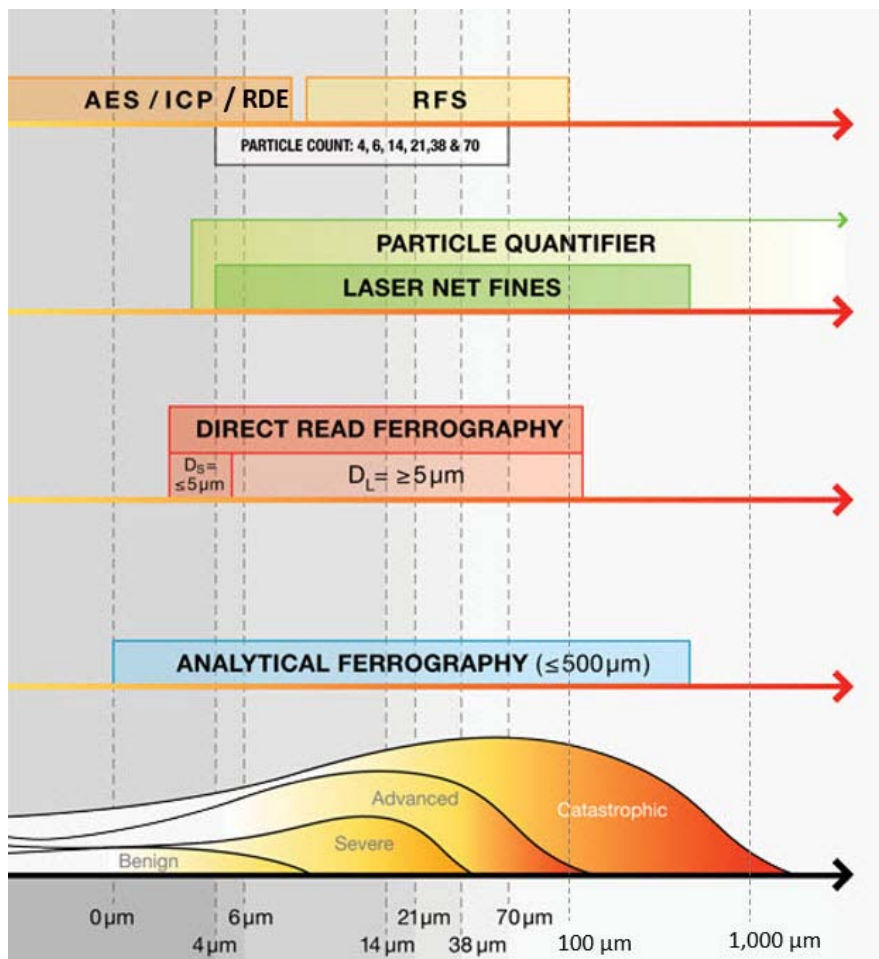 AES / ICP / RDE
RFS
PARTICLE COUNT: 4, 6, 14, 21,38 & 70
PARTICLE QUANTIFIER
LASER NET FINES
DIRECT READ FERROGRAPHY
DS=
≤5µm
DL= ≥5µm
ANALYTICAL FERROGRAPHY (≤500µm)
Advanced
Catastrophic
Severe
Benign
0µm
6µm
21µm
70µm
4µm
14µm
38µm
100 µm
1,000 µm